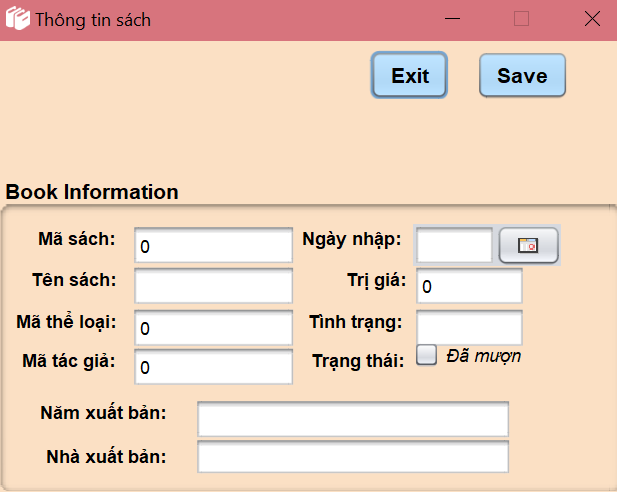 Thông tin sách
Exit Save
Book Information
Mã sách: 0 Ngày nhập:
Tên sách: Trị giá: 0
Mã thể loại: 0 Tình trạng:
Mã tác giả: 0 Trạng thái: Đã mượn
Năm xuất bản:
Nhà xuất bản: